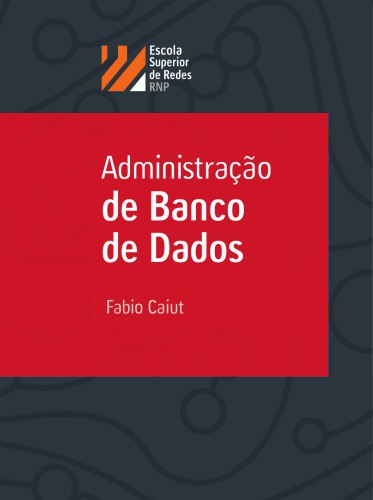 Escola
Superior
de Redes
RNP
Administração
de Banco
de Dados
Fabio Caiut